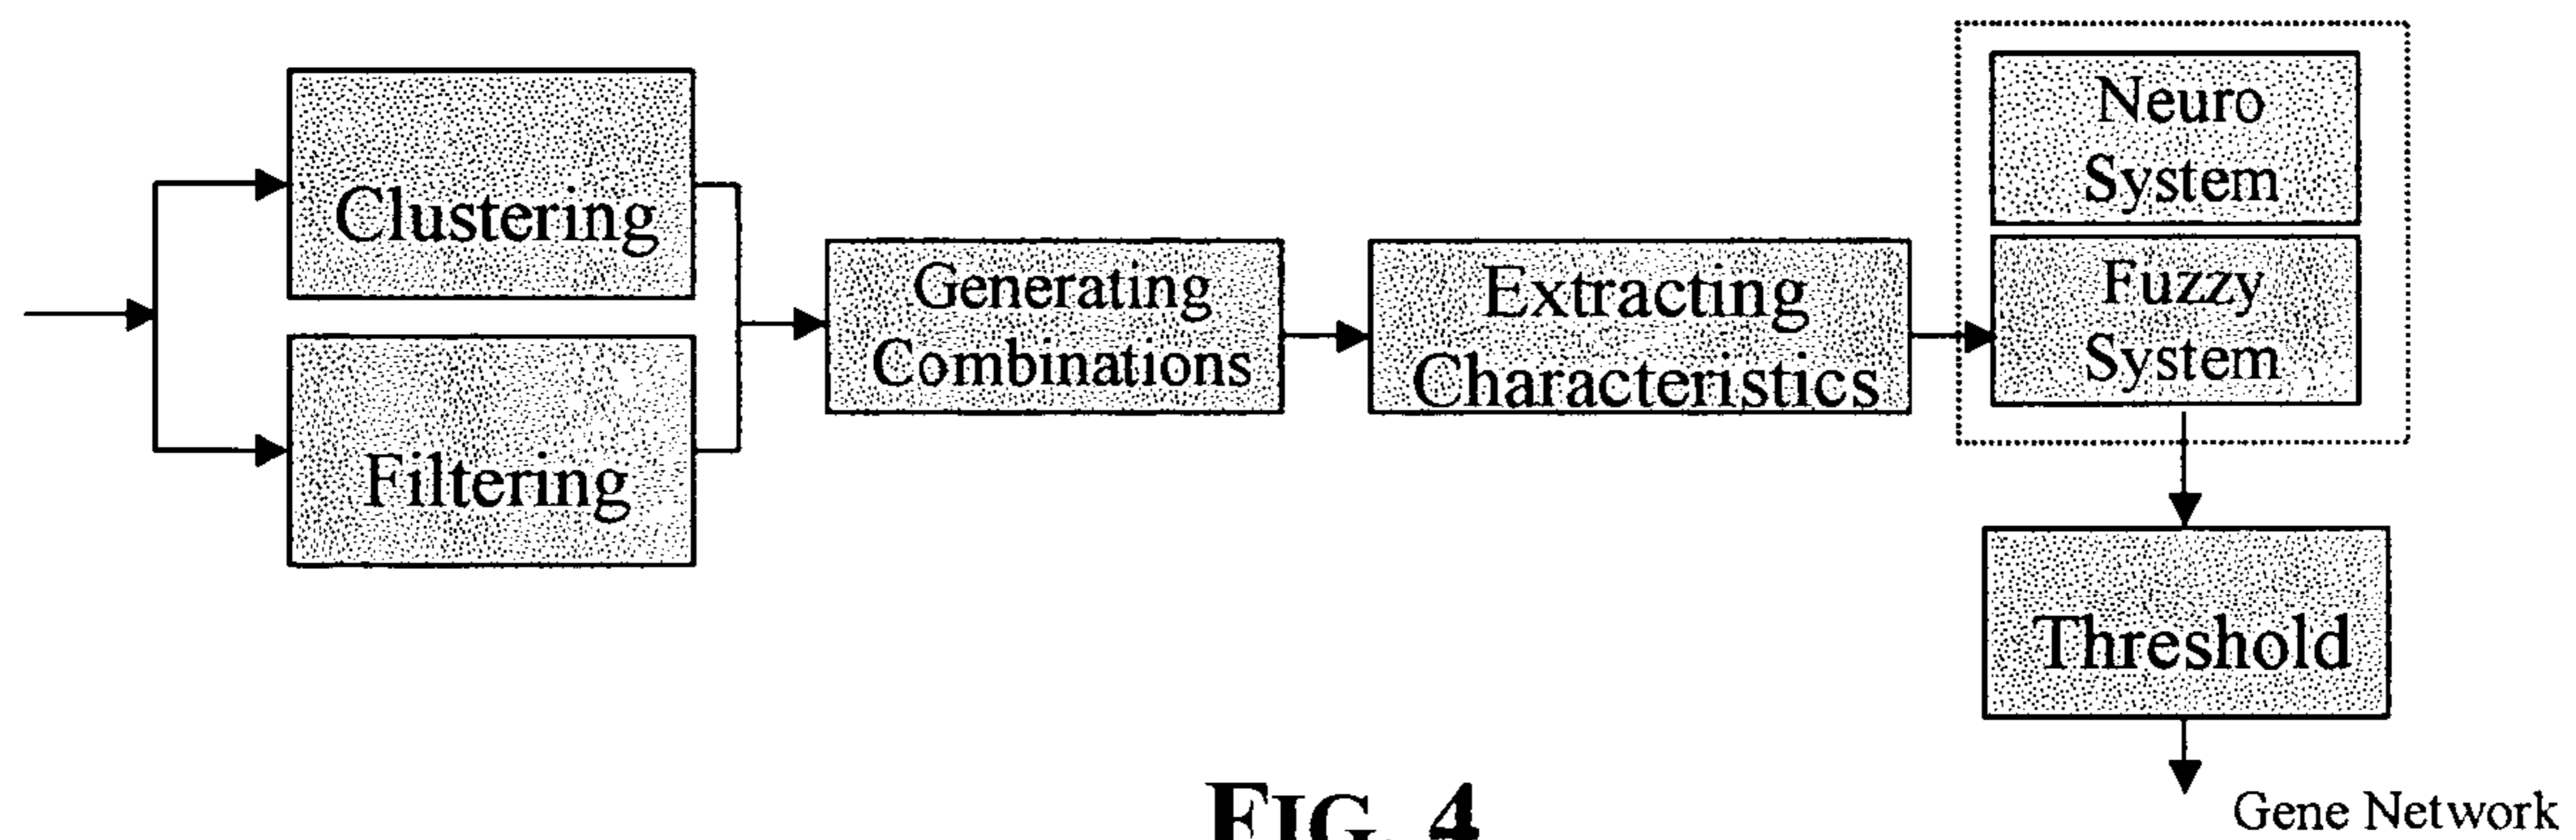 Clustering
Filtering
Generating
Combinations
Extracting
Characteristics
Neuro
System
Fuzzy
System
Threshold
Gene Network
FIG. 4